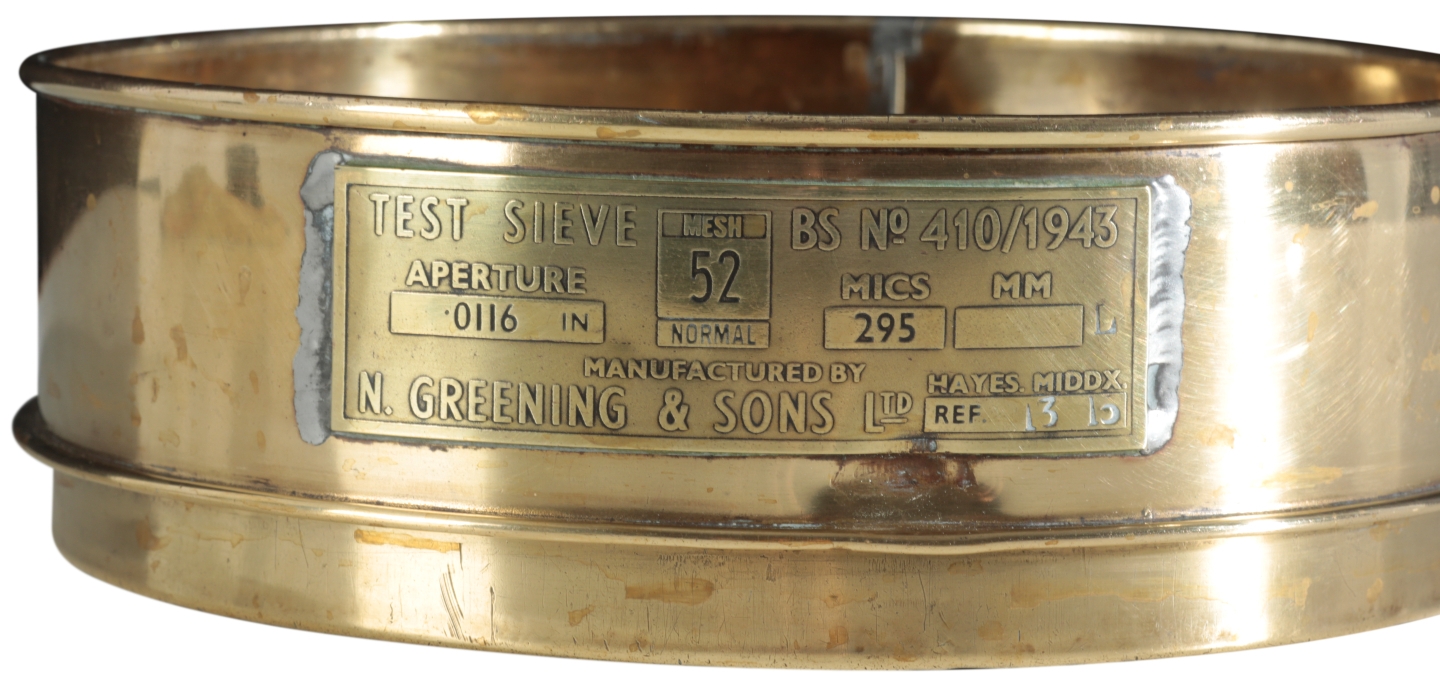 TEST SIEVE MESH BS Nº 410/1943
APERTURE 52 MICS MM
·0116 IN NORMAL 295 L
MANUFACTURED BY
N. GREENING & SONS LTD HAYES. MIDDX.
REF. 13 15